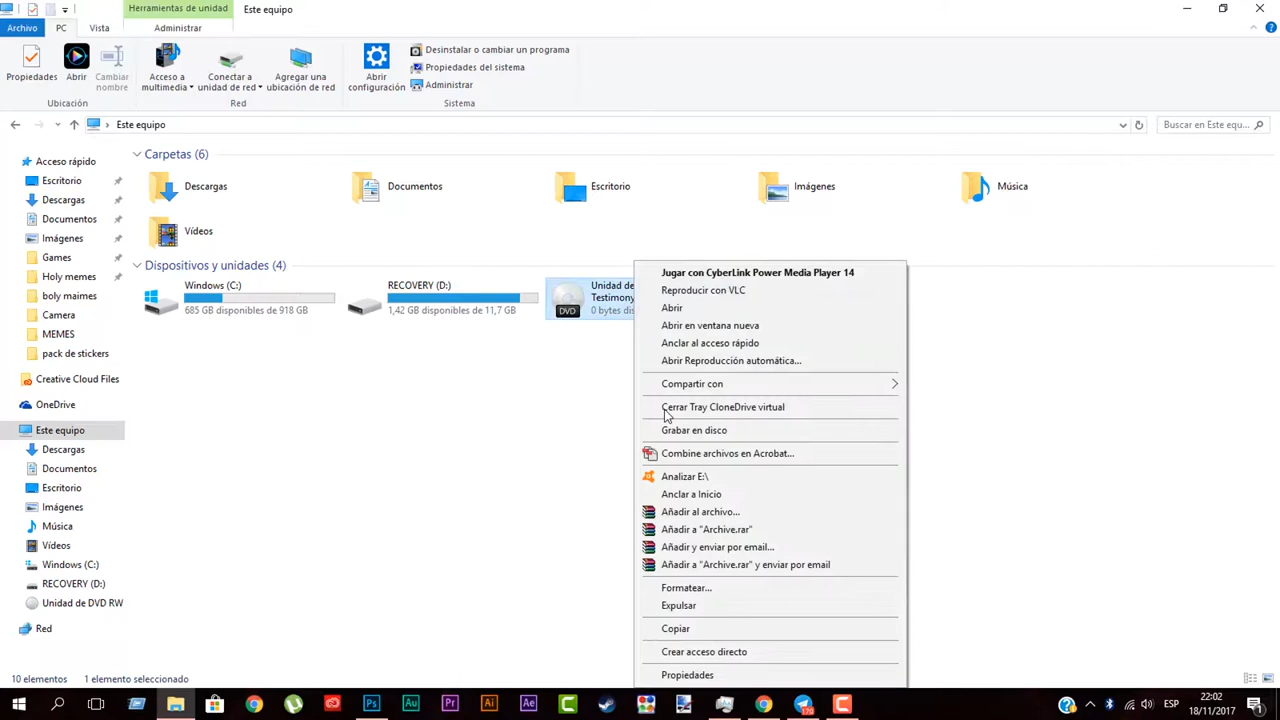 Herramientas de unidad
Este equipo
Archivo
PC
Vista
Administrar
Propiedades
Abrir
Cambiar nombre
Ubicación
Acceso a multimedia
Conectar a unidad de red
Agregar una ubicación de red
Red
Abrir configuración
Desinstalar o cambiar un programa
Propiedades del sistema
Administrar
Sistema
Este equipo
Buscar en Este equ...
Acceso rápido
Escritorio
Descargas
Documentos
Imágenes
Games
Holy memes
boly maimes
Camera
MEMES
pack de stickers
Creative Cloud Files
OneDrive
Este equipo
Descargas
Documentos
Escritorio
Imágenes
Música
Vídeos
Windows (C:)
RECOVERY (D:)
Unidad de DVD RW
Red
Carpetas (6)
Descargas
Documentos
Escritorio
Imágenes
Música
Vídeos
Dispositivos y unidades (4)
Windows (C:)
685 GB disponibles de 918 GB
RECOVERY (D:)
1,42 GB disponibles de 11,7 GB
DVD
Unidad de
Testimony
0 bytes dis
Jugar con CyberLink Power Media Player 14
Reproducir con VLC
Abrir
Abrir en ventana nueva
Anclar al acceso rápido
Abrir Reproducción automática...
Compartir con
Cerrar Tray CloneDrive virtual
Grabar en disco
Combine archivos en Acrobat...
Analizar E:\
Anclar a Inicio
Añadir al archivo...
Añadir a "Archive.rar"
Añadir y enviar por email...
Añadir a "Archive.rar" y enviar por email
Formatear...
Expulsar
Copiar
Crear acceso directo
Propiedades
10 elementos
1 elemento seleccionado
Ps
Au
Pr
Ai
Ae
C
C
ESP
22:02
18/11/2017